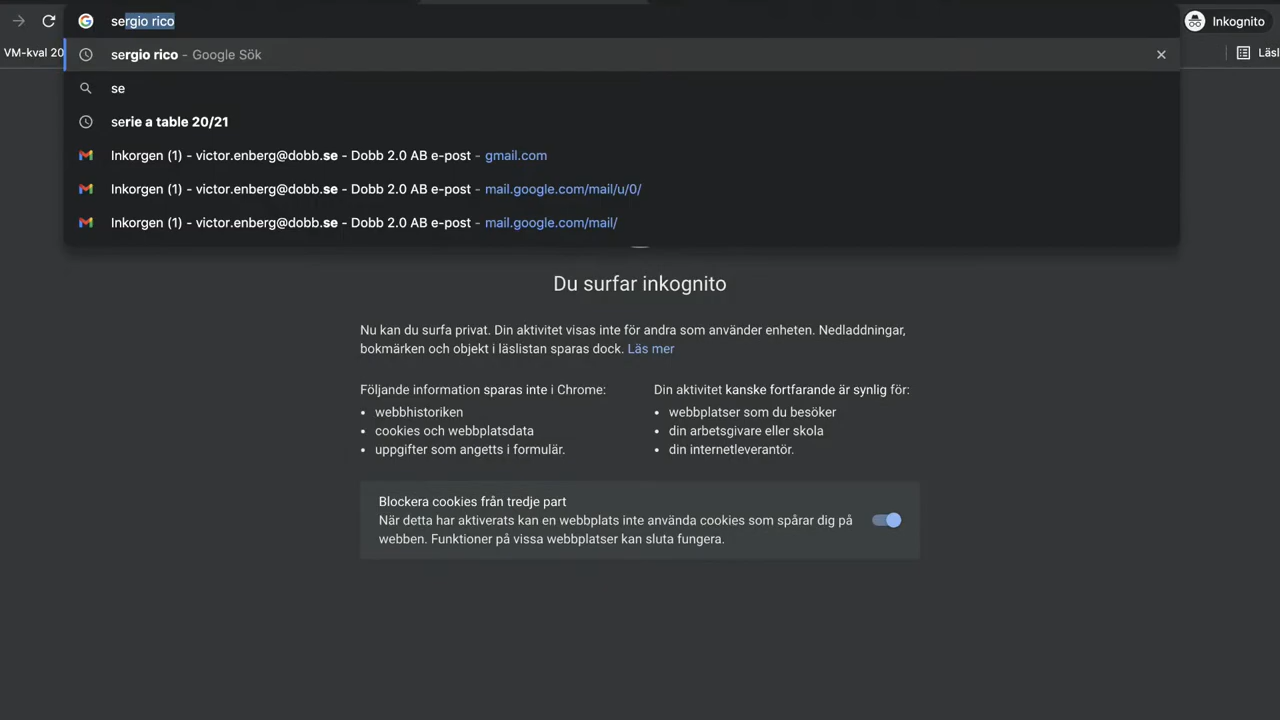 sergio rico
Inkognito
VM-kval 20
sergio rico - Google Sök
Läsl
se
serie a table 20/21
Inkorgen (1) - victor.enberg@dobb.se - Dobb 2.0 AB e-post - gmail.com
Inkorgen (1) - victor.enberg@dobb.se - Dobb 2.0 AB e-post - mail.google.com/mail/u/0/
Inkorgen (1) - victor.enberg@dobb.se - Dobb 2.0 AB e-post - mail.google.com/mail/
Du surfar inkognito
Nu kan du surfa privat. Din aktivitet visas inte för andra som använder enheten. Nedladdningar,
bokmärken och objekt i läslistan sparas dock. Läs mer
Följande information sparas inte i Chrome:
• webbhistoriken
• cookies och webbplatsdata
• uppgifter som angetts i formulär.
Din aktivitet kanske fortfarande är synlig för:
• webbplatser som du besöker
• din arbetsgivare eller skola
• din internetleverantör.
Blockera cookies från tredje part
När detta har aktiverats kan en webbplats inte använda cookies som spårar dig på
webben. Funktioner på vissa webbplatser kan sluta fungera.